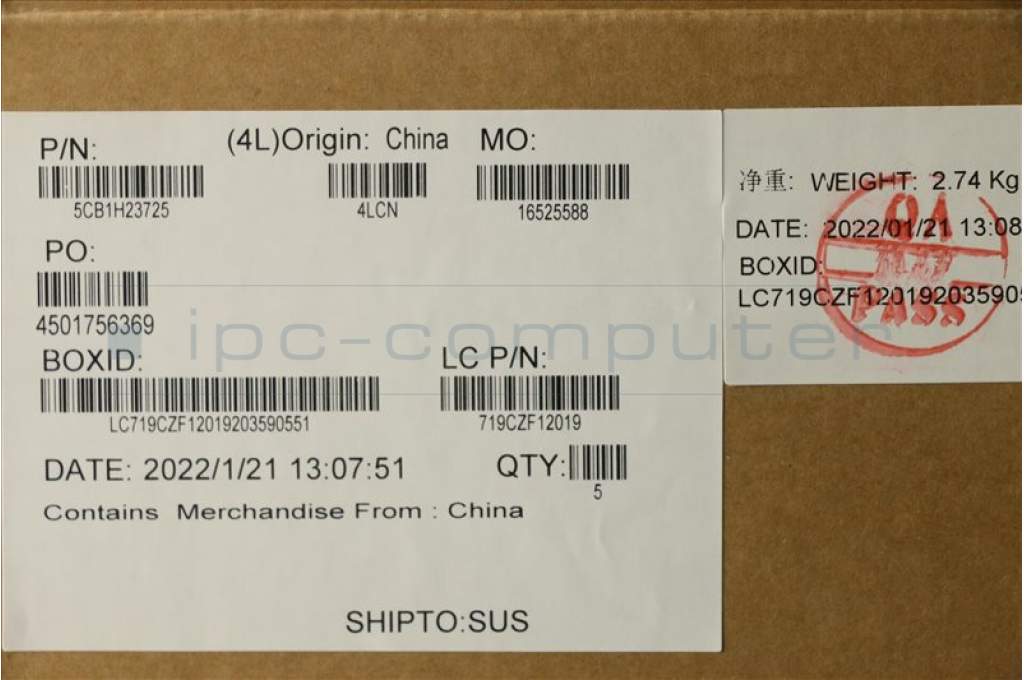 P/N:
5CB1H23725
(4L)Origin: China
4LCN
MO:
16525588
PO:
4501756369
BOXID:
LC719CZF12019203590551
LC P/N:
719CZF12019
DATE: 2022/1/21 13:07:51
QTY:
5
Contains Merchandise From : China
SHIPTO:SUS
净重: WEIGHT: 2.74 Kg
DATE: 2022/01/21 13:08
BOXID:
LC719CZF120192035905
QA
PASS
ipc-computer